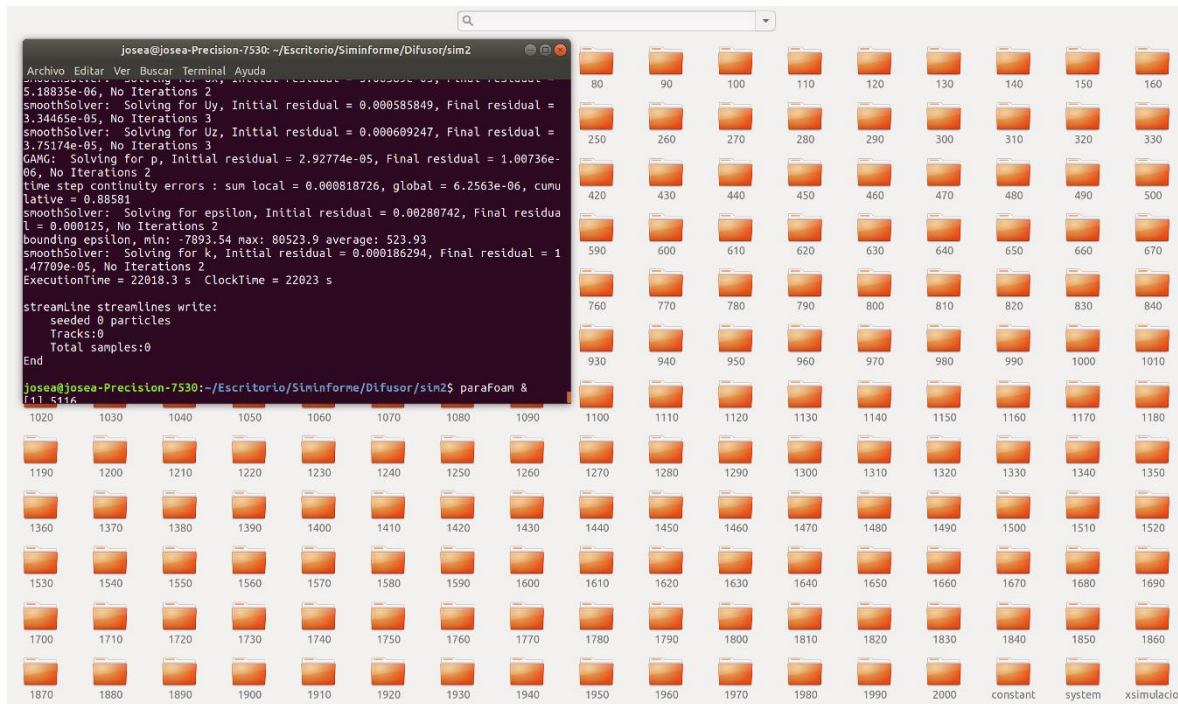 josea@josea-Precision-7530: ~/Escritorio/Siminforme/Difusor/sim2
Archivo Editar Ver Buscar Terminal Ayuda
5.18835e-06, No Iterations 2
smoothSolver:  Solving for Uy, Initial residual = 0.000585849, Final residual =
3.34465e-05, No Iterations 3
smoothSolver:  Solving for Uz, Initial residual = 0.000609247, Final residual =
3.75174e-05, No Iterations 3
GAMG:  Solving for p, Initial residual = 2.92774e-05, Final residual = 1.00736e-
06, No Iterations 2
time step continuity errors : sum local = 0.000818726, global = 6.2563e-06, cumu
lative = 0.88581
smoothSolver:  Solving for epsilon, Initial residual = 0.00280742, Final residua
l = 0.000125, No Iterations 2
bounding epsilon, min: -7893.54 max: 80523.9 average: 523.93
smoothSolver:  Solving for k, Initial residual = 0.000186294, Final residual = 1
.47709e-05, No Iterations 2
ExecutionTime = 22018.3 s  ClockTime = 22023 s
streamLine streamlines write:
    seeded 0 particles
    Tracks:0
    Total samples:0
End
josea@josea-Precision-7530:~/Escritorio/Siminforme/Difusor/sim2$ paraFoam &
[1] 5116
80 90 100 110 120 130 140 150 160
250 260 270 280 290 300 310 320 330
420 430 440 450 460 470 480 490 500
590 600 610 620 630 640 650 660 670
760 770 780 790 800 810 820 830 840
930 940 950 960 970 980 990 1000 1010
1020 1030 1040 1050 1060 1070 1080 1090 1100 1110 1120 1130 1140 1150 1160 1170 1180
1190 1200 1210 1220 1230 1240 1250 1260 1270 1280 1290 1300 1310 1320 1330 1340 1350
1360 1370 1380 1390 1400 1410 1420 1430 1440 1450 1460 1470 1480 1490 1500 1510 1520
1530 1540 1550 1560 1570 1580 1590 1600 1610 1620 1630 1640 1650 1660 1670 1680 1690
1700 1710 1720 1730 1740 1750 1760 1770 1780 1790 1800 1810 1820 1830 1840 1850 1860
1870 1880 1890 1900 1910 1920 1930 1940 1950 1960 1970 1980 1990 2000 constant system xsimulacio